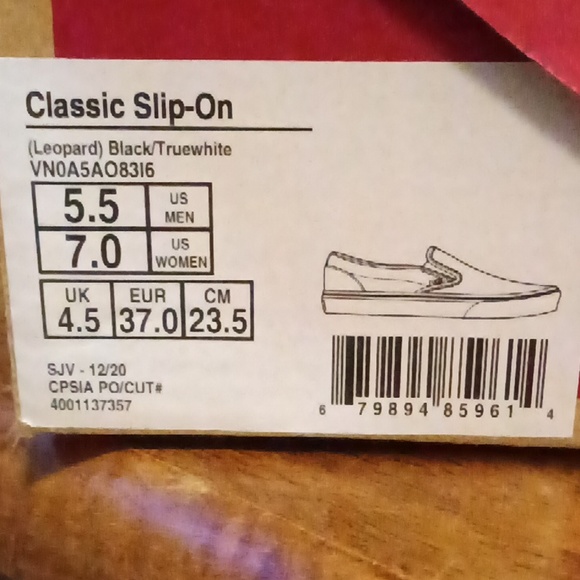 Classic Slip-On
(Leopard) Black/Truewhite
VN0A5AO83I6
5.5 US MEN
7.0 US WOMEN
UK EUR CM
4.5 37.0 23.5
SJV - 12/20
CPSIA PO/CUT#
4001137357
6 79894 85961 4